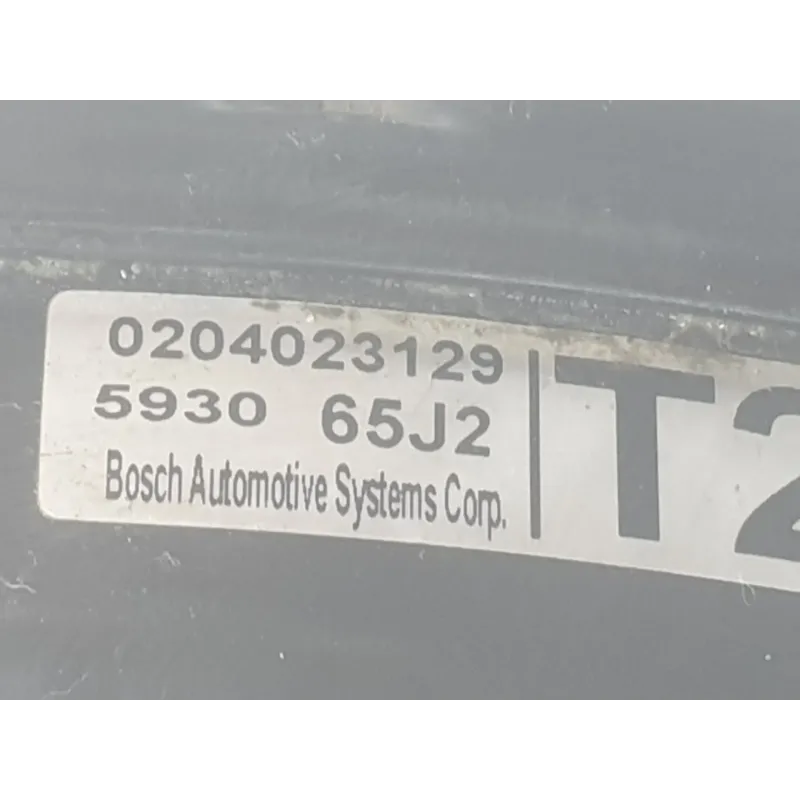 0204023129
5930 65J2
Bosch Automotive Systems Corp.
T2